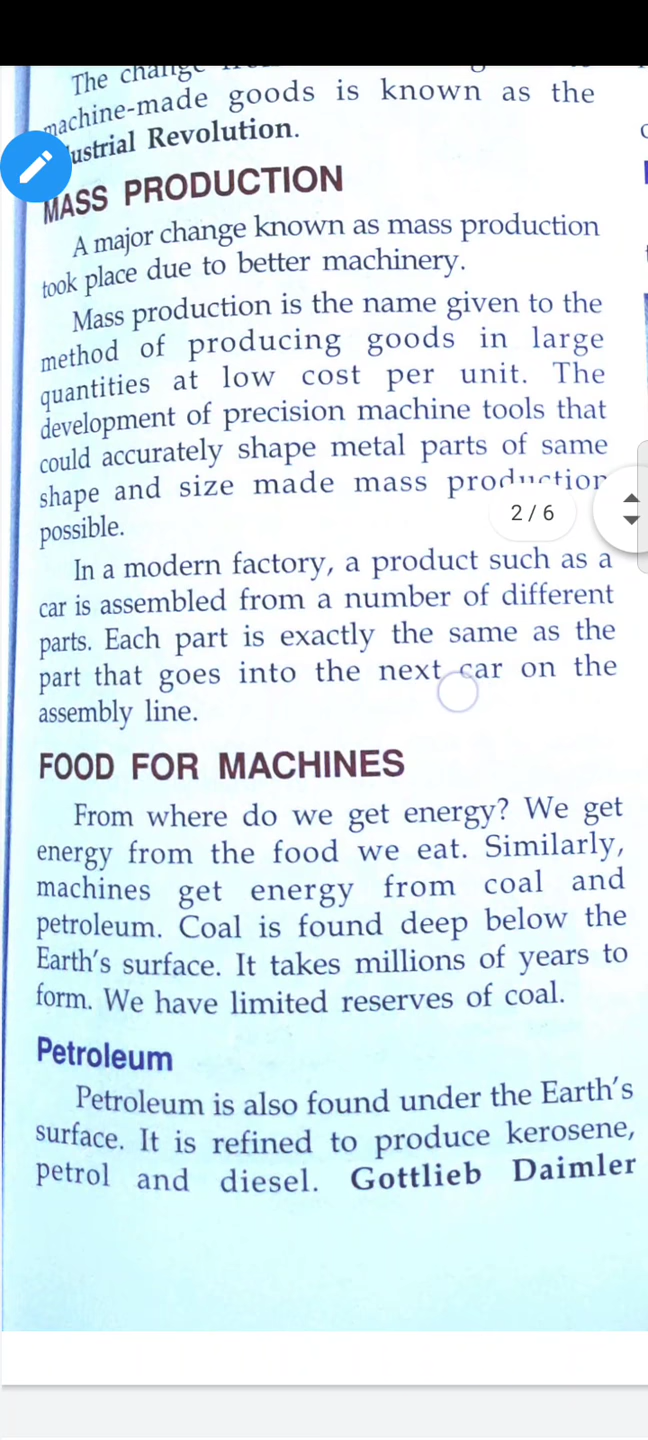 The change
machine-made goods is known as the
ustrial Revolution.
MASS PRODUCTION
A major change known as mass production
took place due to better machinery.
Mass production is the name given to the
method of producing goods in large
quantities at low cost per unit. The
development of precision machine tools that
could accurately shape metal parts of same
shape and size made mass production
possible.
2 / 6
In a modern factory, a product such as a
car is assembled from a number of different
parts. Each part is exactly the same as the
part that goes into the next car on the
assembly line.
FOOD FOR MACHINES
From where do we get energy? We get
energy from the food we eat. Similarly,
machines get energy from coal and
petroleum. Coal is found deep below the
Earth's surface. It takes millions of years to
form. We have limited reserves of coal.
Petroleum
Petroleum is also found under the Earth's
surface. It is refined to produce kerosene,
petrol and diesel. Gottlieb Daimler